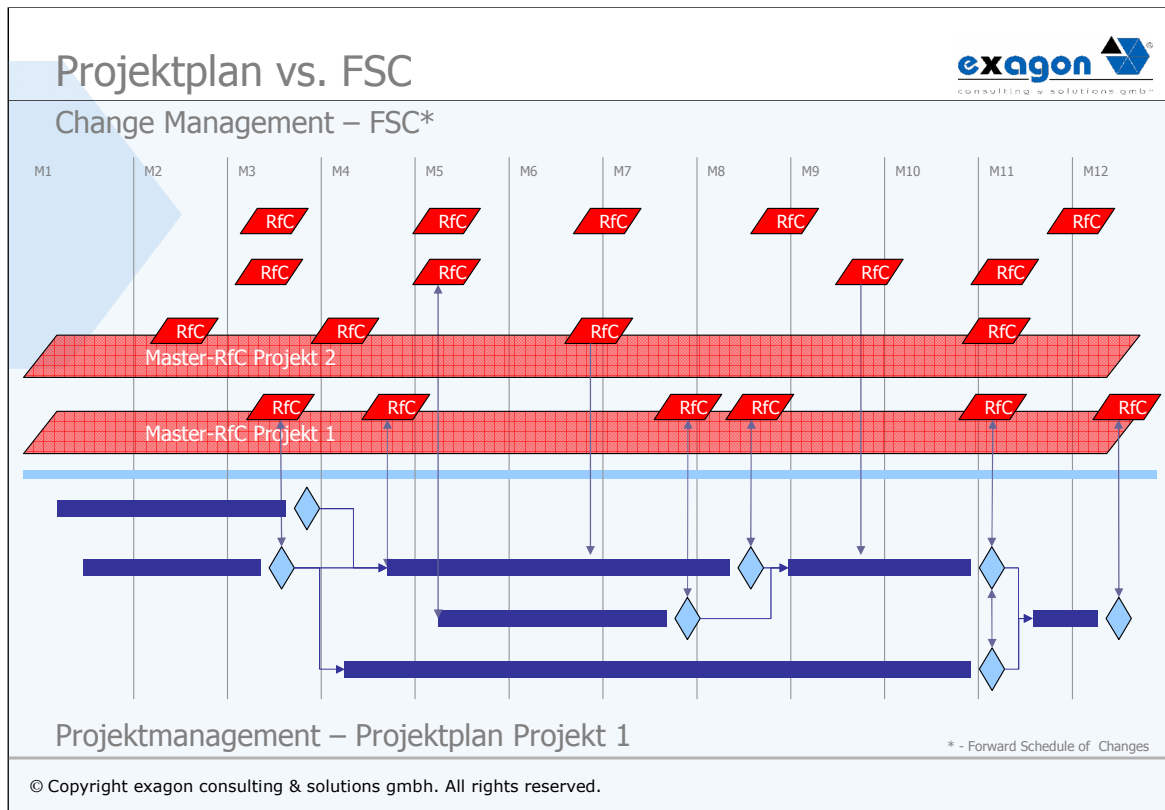 Projektplan vs. FSC
exagon ®
consulting & solutions gmbh
Change Management – FSC*
M1 M2 M3 M4 M5 M6 M7 M8 M9 M10 M11 M12
RfC RfC RfC RfC RfC
RfC RfC RfC RfC
RfC RfC RfC RfC
Master-RfC Projekt 2
RfC RfC RfC RfC RfC RfC
Master-RfC Projekt 1
Projektmanagement – Projektplan Projekt 1
* - Forward Schedule of Changes
© Copyright exagon consulting & solutions gmbh. All rights reserved.